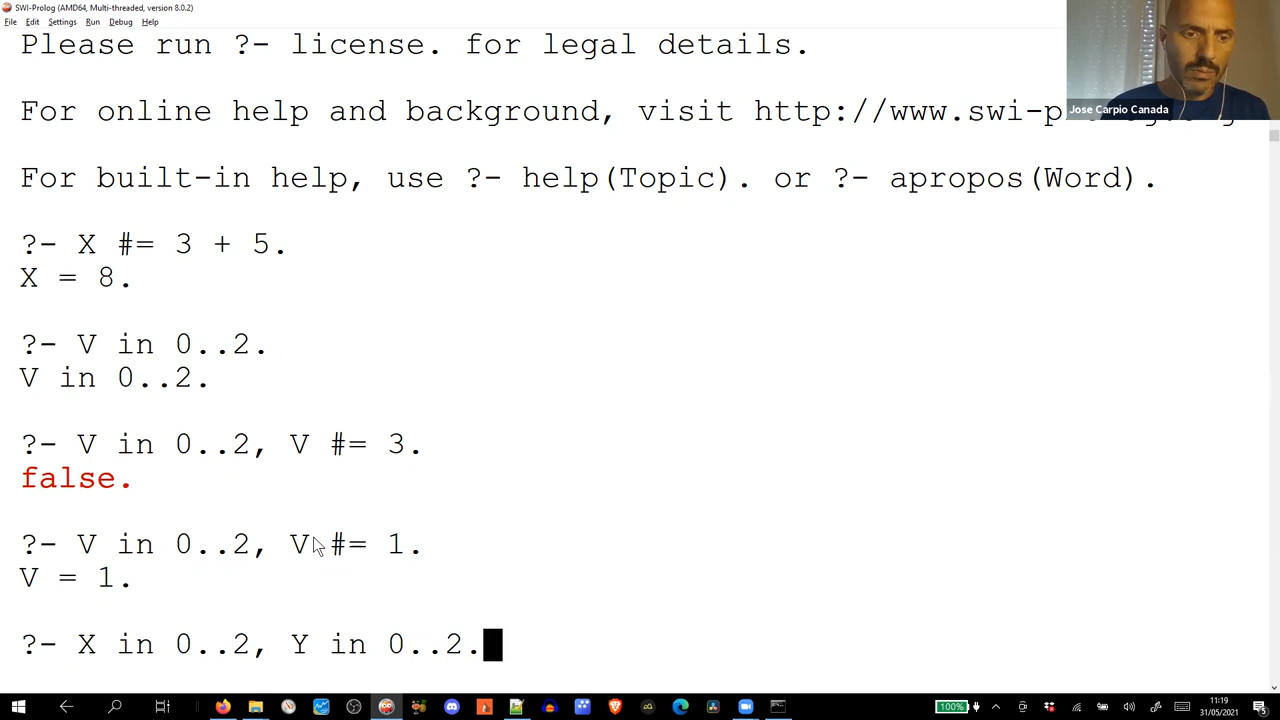 SWI-Prolog (AMD64, Multi-threaded, version 8.0.2)
File Edit Settings Run Debug Help
Please run ?- license. for legal details.
For online help and background, visit http://www.swi-p
Jose Carpio Canada
For built-in help, use ?- help(Topic). or ?- apropos(Word).
?- X #= 3 + 5.
X = 8.
?- V in 0..2.
V in 0..2.
?- V in 0..2, V #= 3.
false.
?- V in 0..2, V #= 1.
V = 1.
?- X in 0..2, Y in 0..2.
100%
11:19
31/05/2021